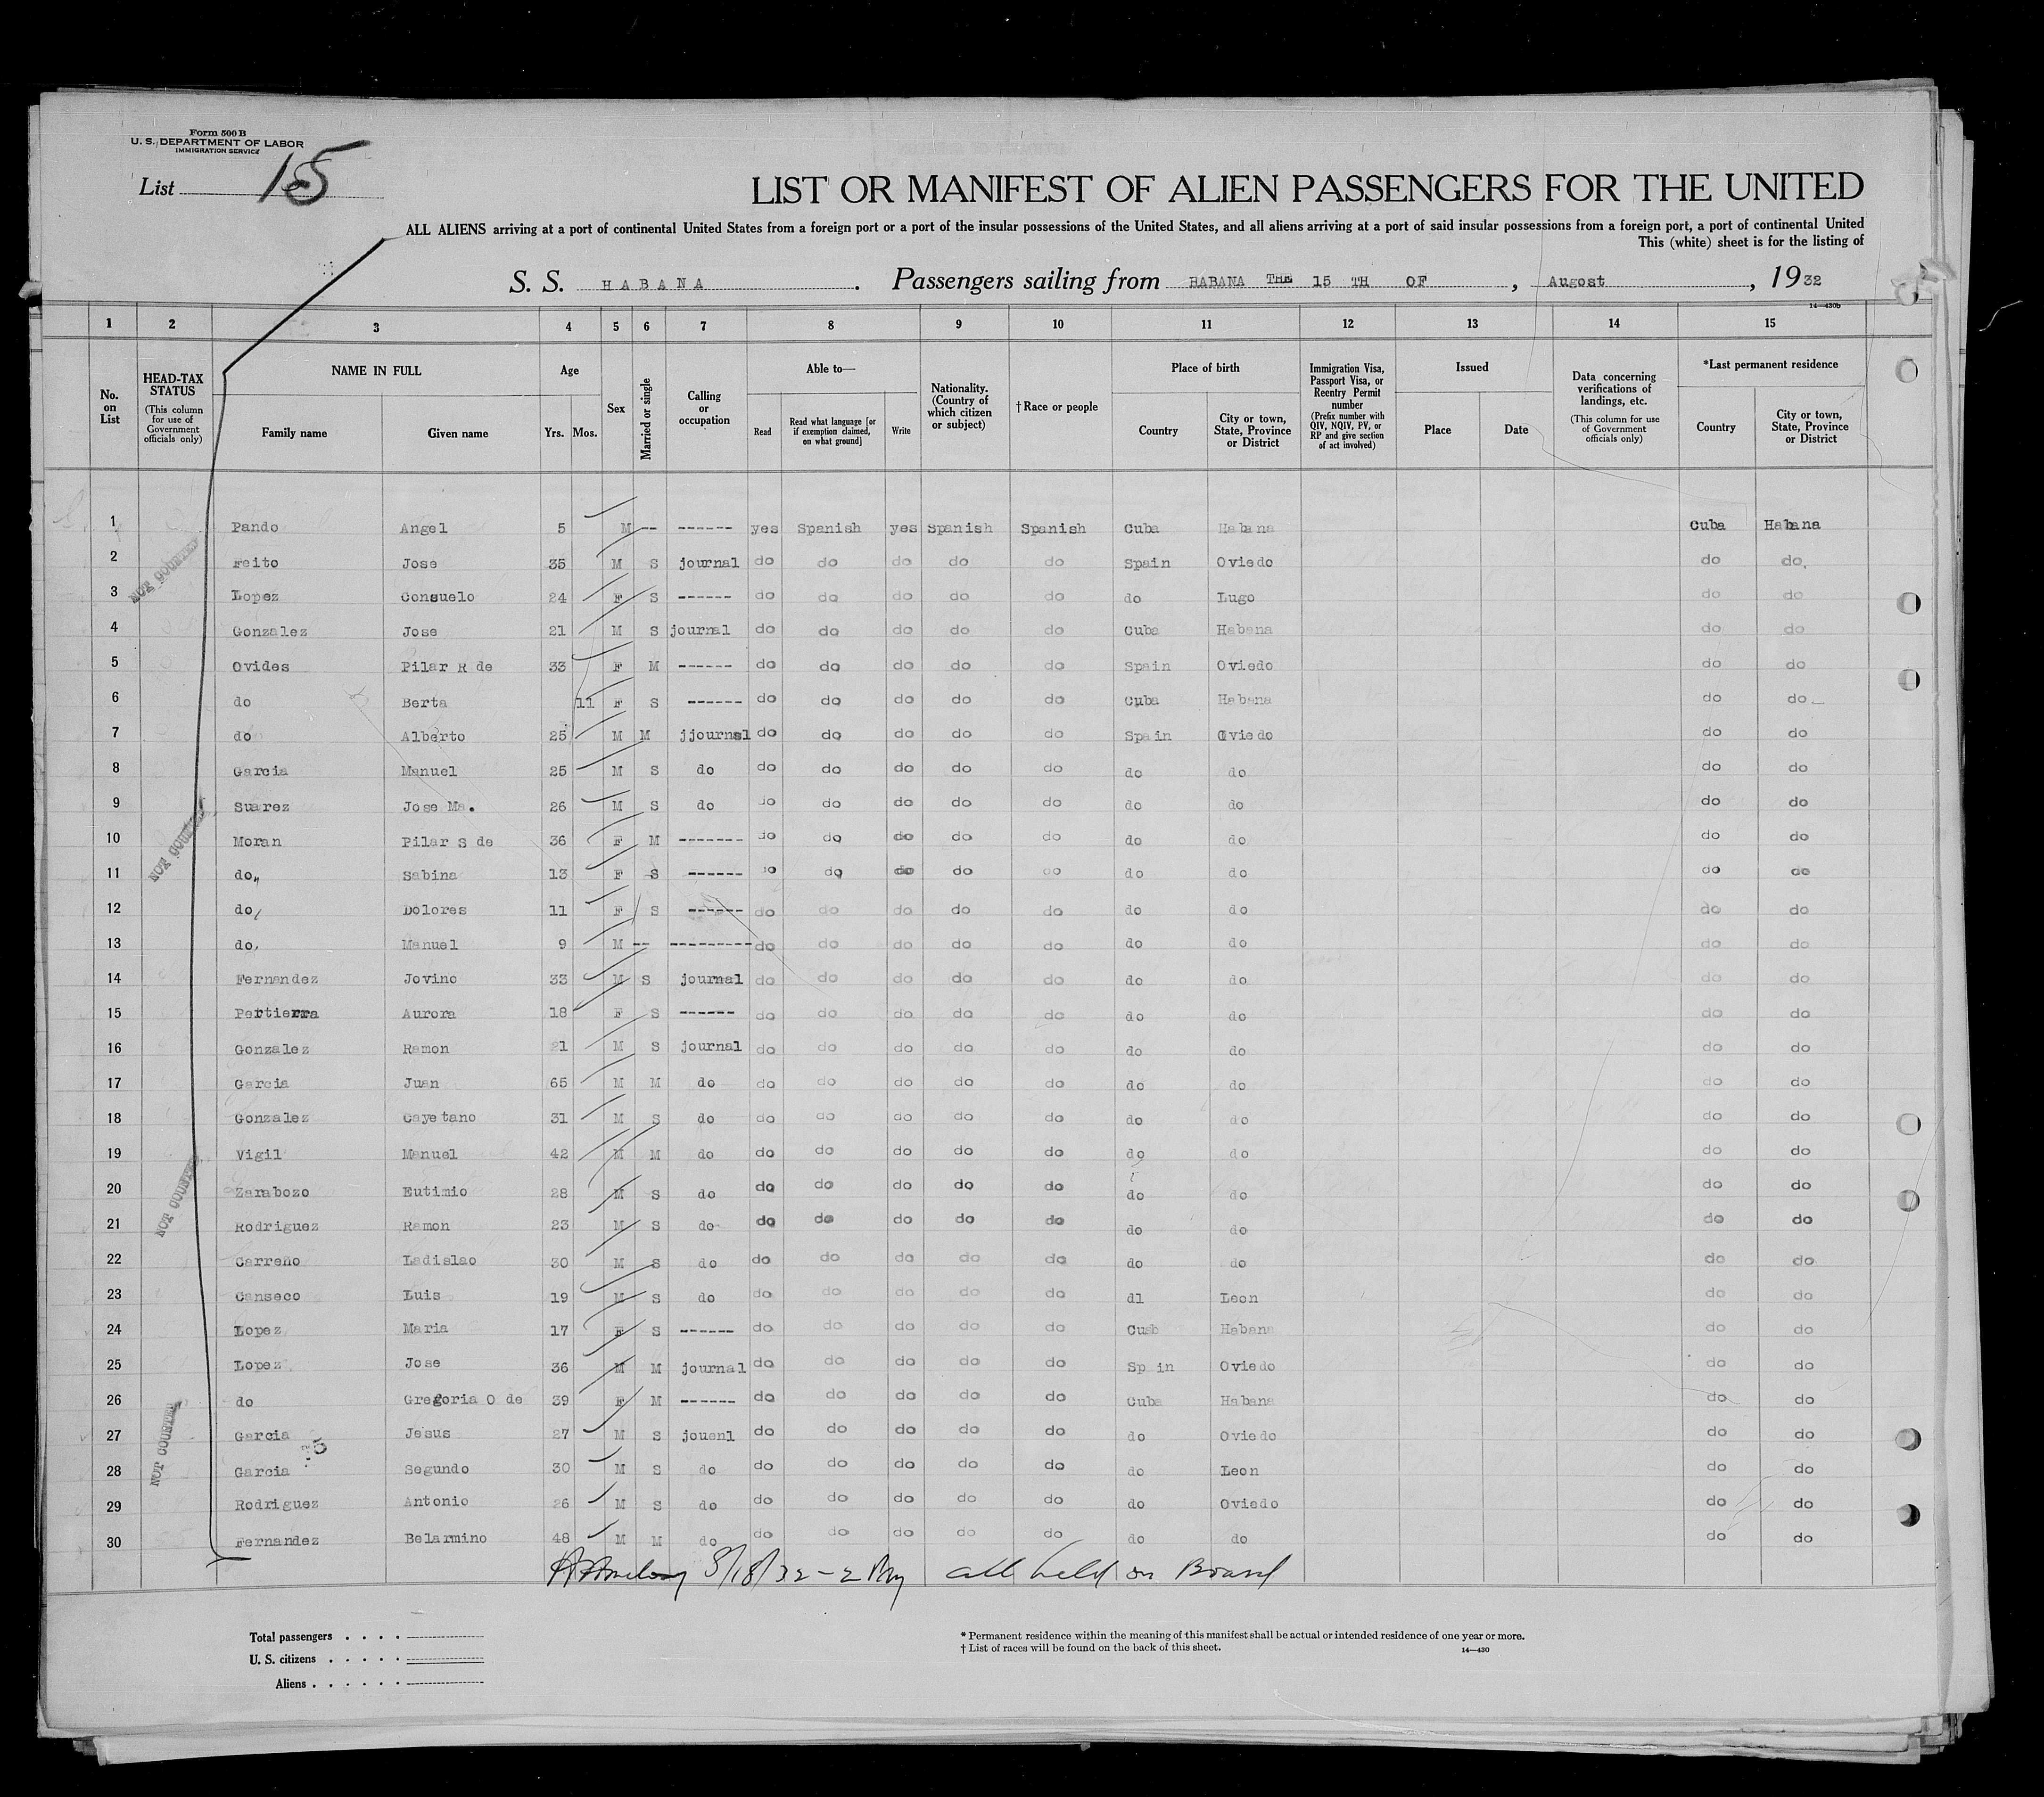 Form 500 B
U. S. DEPARTMENT OF LABOR
IMMIGRATION SERVICE
List 15
LIST OR MANIFEST OF ALIEN PASSENGERS FOR THE UNITED
ALL ALIENS arriving at a port of continental United States from a foreign port or a port of the insular possessions of the United States, and all aliens arriving at a port of said insular possessions from a foreign port, a port of continental United
This (white) sheet is for the listing of
S. S. HABANA. Passengers sailing from HABANA THE 15 TH OF, Augost, 1932
14—430b
1 2 3 4 5 6 7 8 9 10 11 12 13 14 15
No. on List
HEAD-TAX STATUS (This column for use of Government officials only)
NAME IN FULL
Family name Given name
Age
Yrs. Mos.
Sex
Married or single
Calling or occupation
Able to—
Read Read what language [or if exemption claimed, on what ground] Write
Nationality. (Country of which citizen or subject)
† Race or people
Place of birth
Country City or town, State, Province or District
Immigration Visa, Passport Visa, or Reentry Permit number (Prefix number with QIV, NQIV, PV, or RP and give section of act involved)
Issued
Place Date
Data concerning verifications of landings, etc. (This column for use of Government officials only)
*Last permanent residence
Country City or town, State, Province or District
1 Pando Angel 5 M -- ------ yes Spanish yes Spanish Spanish Cuba Habana Cuba Habana
2 Feito Jose 35 M S journal do do do do do Spain Oviedo do do.
3 Lopez Consuelo 24 F S ------ do do do do do do Lugo do do
4 Gonzalez Jose 21 M S journal do do do do do Cuba Habana do do
5 Ovides Pilar R de 33 F M ------ do do do do do Spain Oviedo do do
6 do Berta 11 F S ------ do do do do do Cuba Habana do do
7 do Alberto 25 M M jjournal do do do do do Spain Oviedo do do
8 Garcia Manuel 25 M S do do do do do do do do do do
9 Suarez Jose Ma. 26 M S do do do do do do do do do do
10 Moran Pilar S de 36 F M ------- do do do do do do do do do
11 do,, Sabina 13 F S ------ do do do do do do do do do
12 do, Dolores 11 F S ------ do do do do do do do do do
13 do, Manuel 9 M -- --------- do do do do do do do do do
14 Fernandez Jovino 33 M S journal do do do do do do do do do
15 Pertierra Aurora 18 F S ------ do do do do do do do do do
16 Gonzalez Ramon 21 M S journal do do do do do do do do do
17 Garcia Juan 65 M M do do do do do do do do do do
18 Gonzalez Cayetano 31 M S do do do do do do do do do do
19 Vigil Manuel 42 M M do do do do do do do do do do
20 Zarabozo Eutimio 28 M S do do do do do do do do do do
21 Rodriguez Ramon 23 M S do do do do do do do do do do
22 Carreño Ladislao 30 M S do do do do do do do do do do
23 Canseco Luis 19 M S do do do do do do dl Leon do do
24 Lopez Maria 17 F S ------ do do do do do Cuab Habana do do
25 Lopez Jose 36 M M journal do do do do do Sp in Oviedo do do
26 do Gregoria O de 39 F M ------ do do do do do Cuba Habana do do
27 Garcia Jesus 27 M S jouenl do do do do do do Oviedo do do
28 Garcia Segundo 30 M S do do do do do do do Leon do do
29 Rodriguez Antonio 26 M S do do do do do do do Oviedo do do
30 Fernandez Belarmino 48 M M do do do do do do do do do do
NOT COUNTED
NOT COUNTED
NOT COUNTED
NOT COUNTED
8/18/32 – 2 Pm all held on Board
Total passengers
U. S. citizens
Aliens
* Permanent residence within the meaning of this manifest shall be actual or intended residence of one year or more.
† List of races will be found on the back of this sheet.
14—430